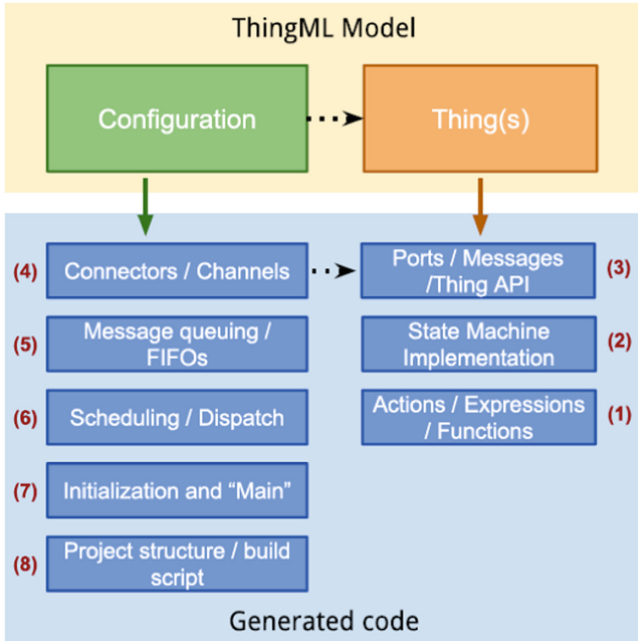 ThingML Model
Configuration
Thing(s)
(4)
Connectors / Channels
Ports / Messages
/Thing API
(3)
(5)
Message queuing /
FIFOs
State Machine
Implementation
(2)
(6)
Scheduling / Dispatch
Actions / Expressions
/ Functions
(1)
(7)
Initialization and “Main”
(8)
Project structure / build
script
Generated code